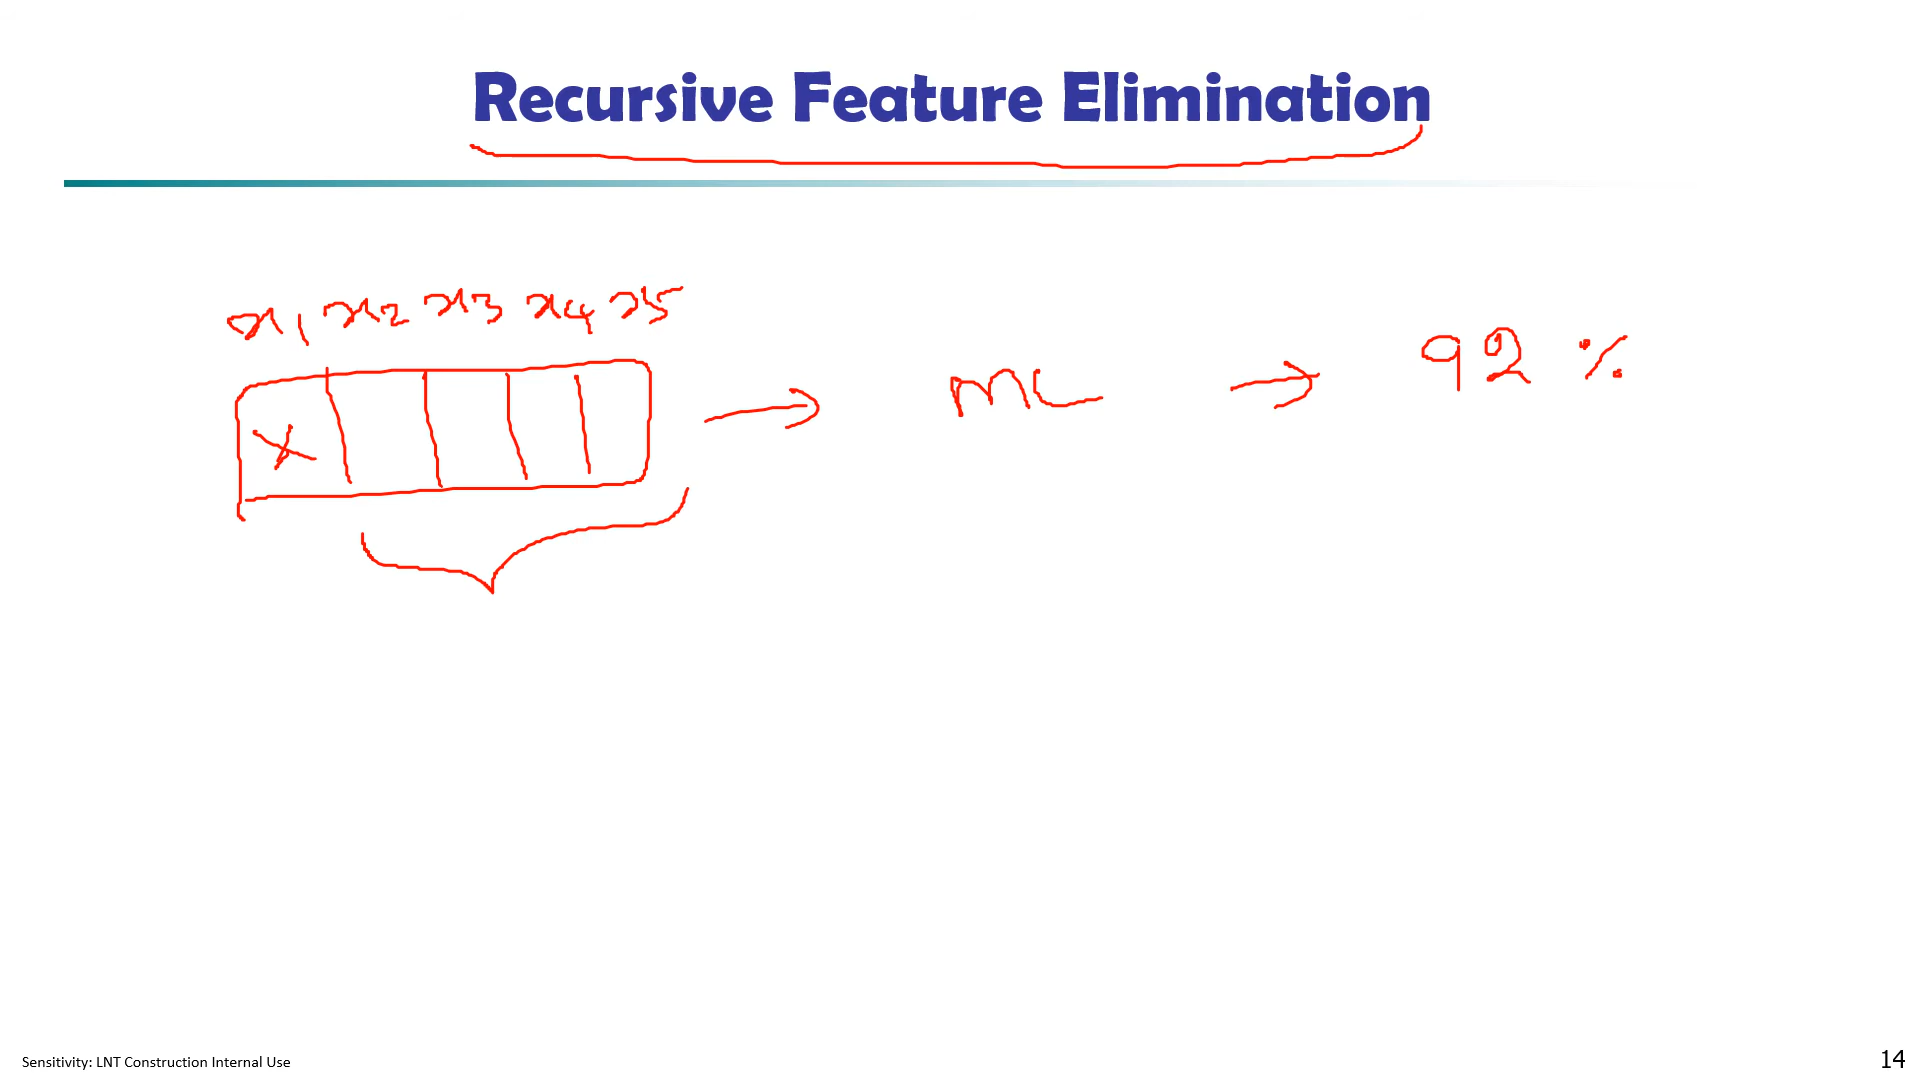 Recursive Feature Elimination
x1 x2 x3 x4 x5
ML
92 %
Sensitivity: LNT Construction Internal Use
14